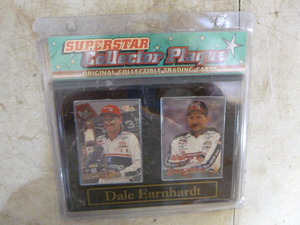 SUPERSTAR
Collector Plaque
ORIGINAL COLLECTIBLE TRADING CARDS
Dale Earnhardt